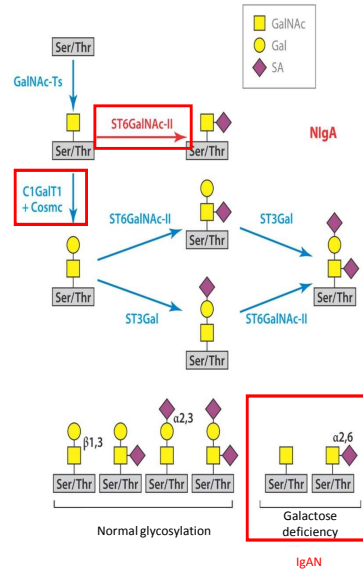 Ser/Thr
GalNAc
Gal
SA
GalNAc-Ts
ST6GalNAc-II
NIgA
Ser/Thr
Ser/Thr
C1GalT1
+ Cosmc
ST6GalNAc-II
Ser/Thr
ST3Gal
Ser/Thr
Ser/Thr
ST3Gal
ST6GalNAc-II
Ser/Thr
β1,3
α2,3
α2,6
Ser/Thr
Ser/Thr
Ser/Thr
Ser/Thr
Ser/Thr
Ser/Thr
Normal glycosylation
Galactose
deficiency
IgAN